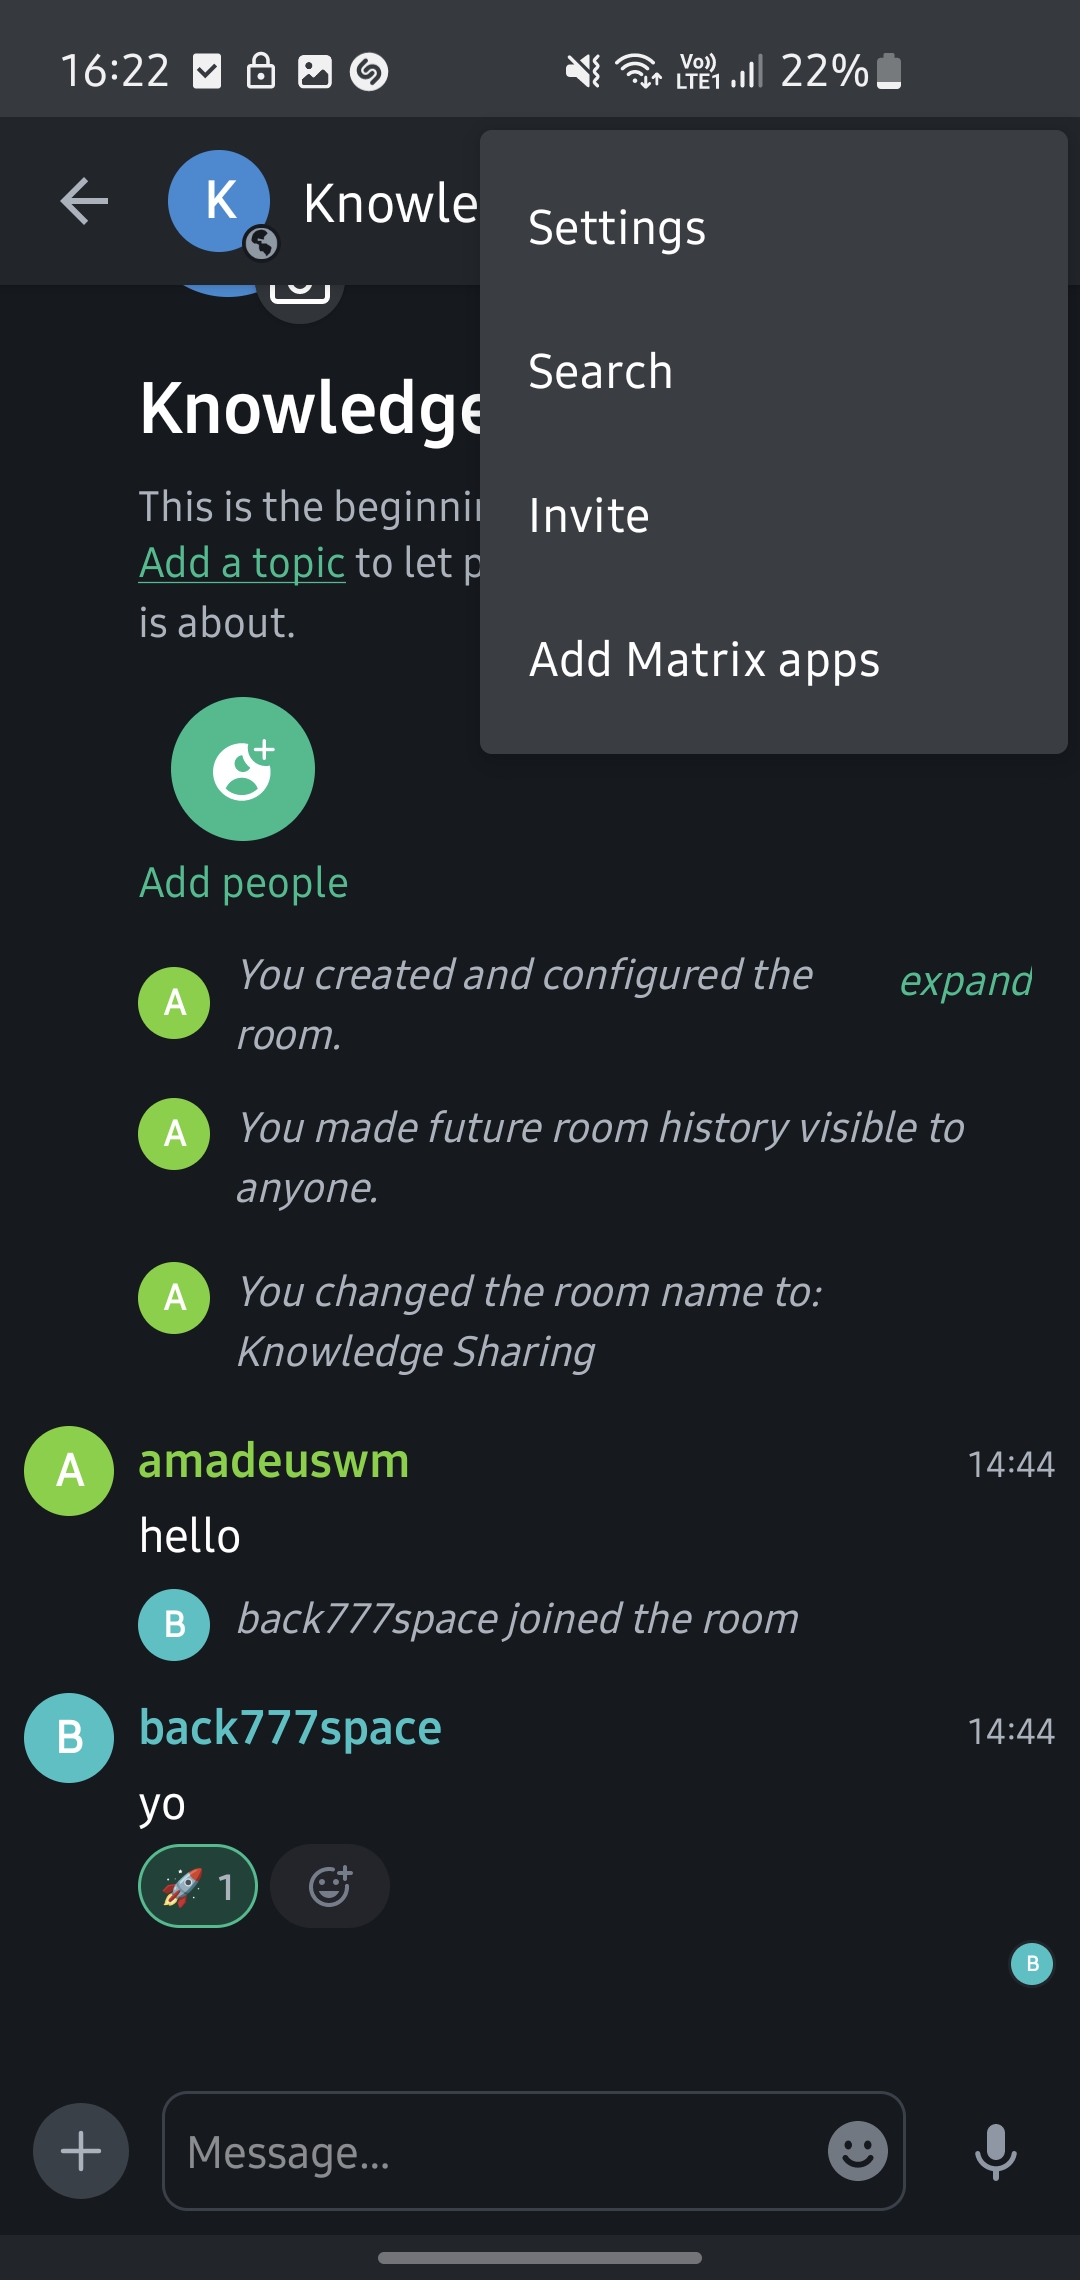 16:22 Vo)) LTE1 22%
K Knowle
Settings
Search
Invite
Add Matrix apps
Knowledge
This is the beginnin
Add a topic to let p
is about.
Add people
A You created and configured the expand
room.
A You made future room history visible to
anyone.
A You changed the room name to:
Knowledge Sharing
A amadeuswm 14:44
hello
B back777space joined the room
B back777space 14:44
yo
🚀 1
B
Message...